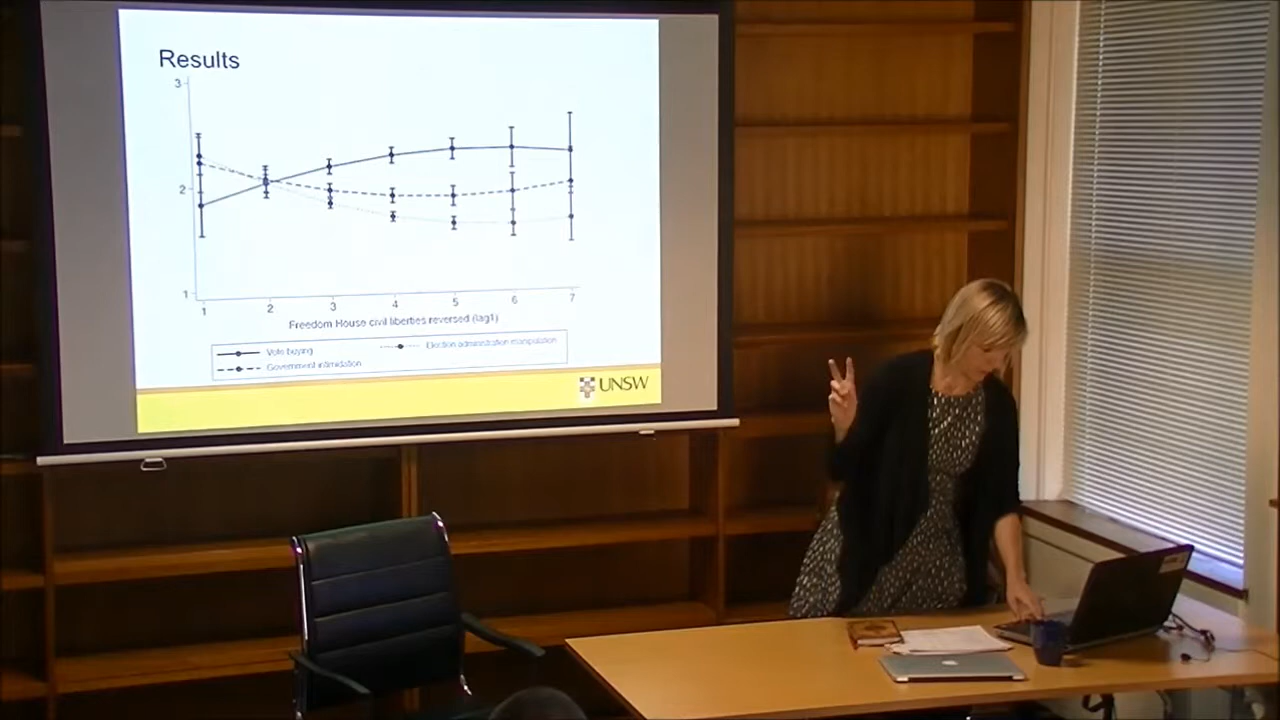 Results
3
2
1
1 2 3 4 5 6 7
Freedom House civil liberties reversed (lag1)
Vote buying
Election administration manipulation
Government intimidation
UNSW